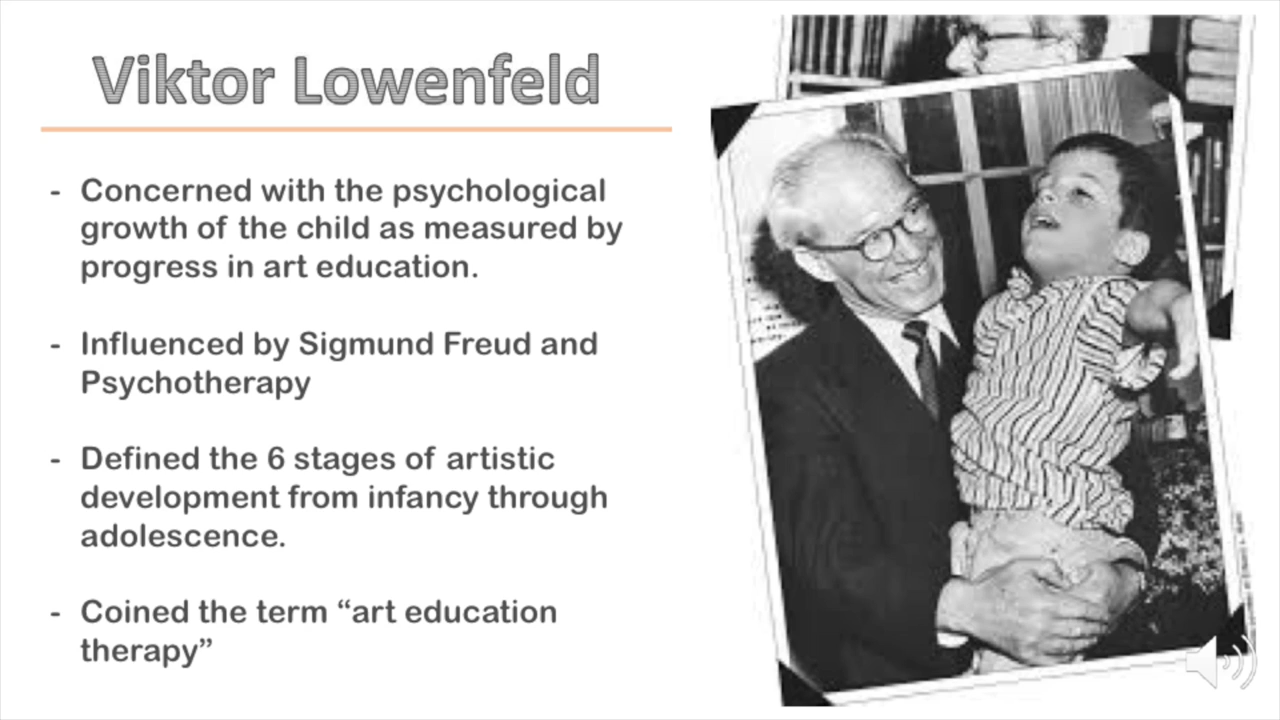 Viktor Lowenfeld
- Concerned with the psychological
growth of the child as measured by
progress in art education.
- Influenced by Sigmund Freud and
Psychotherapy
- Defined the 6 stages of artistic
development from infancy through
adolescence.
- Coined the term “art education
therapy”